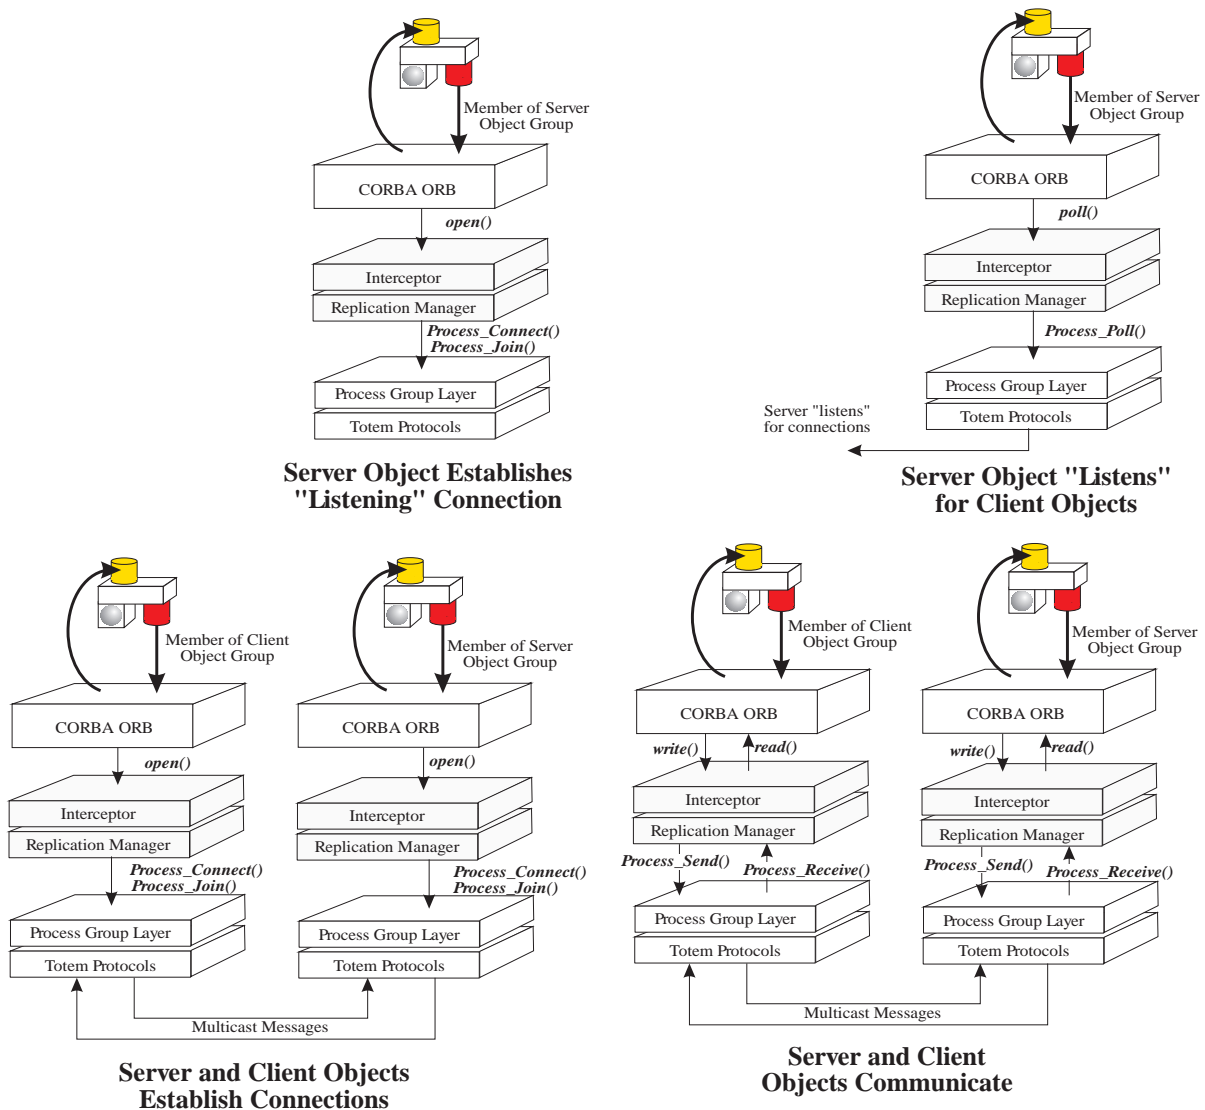 Member of Server
Object Group
CORBA ORB
open()
Interceptor
Replication Manager
Process_Connect()
Process_Join()
Process Group Layer
Totem Protocols
Server Object Establishes
"Listening" Connection
Member of Server
Object Group
CORBA ORB
poll()
Interceptor
Replication Manager
Process_Poll()
Process Group Layer
Totem Protocols
Server "listens"
for connections
Server Object "Listens"
for Client Objects
Member of Client
Object Group
CORBA ORB
open()
Interceptor
Replication Manager
Process_Connect()
Process_Join()
Process Group Layer
Totem Protocols
Member of Server
Object Group
CORBA ORB
open()
Interceptor
Replication Manager
Process_Connect()
Process_Join()
Process Group Layer
Totem Protocols
Multicast Messages
Server and Client Objects
Establish Connections
Member of Client
Object Group
CORBA ORB
write() read()
Interceptor
Replication Manager
Process_Send() Process_Receive()
Process Group Layer
Totem Protocols
Member of Server
Object Group
CORBA ORB
write() read()
Interceptor
Replication Manager
Process_Send() Process_Receive()
Process Group Layer
Totem Protocols
Multicast Messages
Server and Client
Objects Communicate